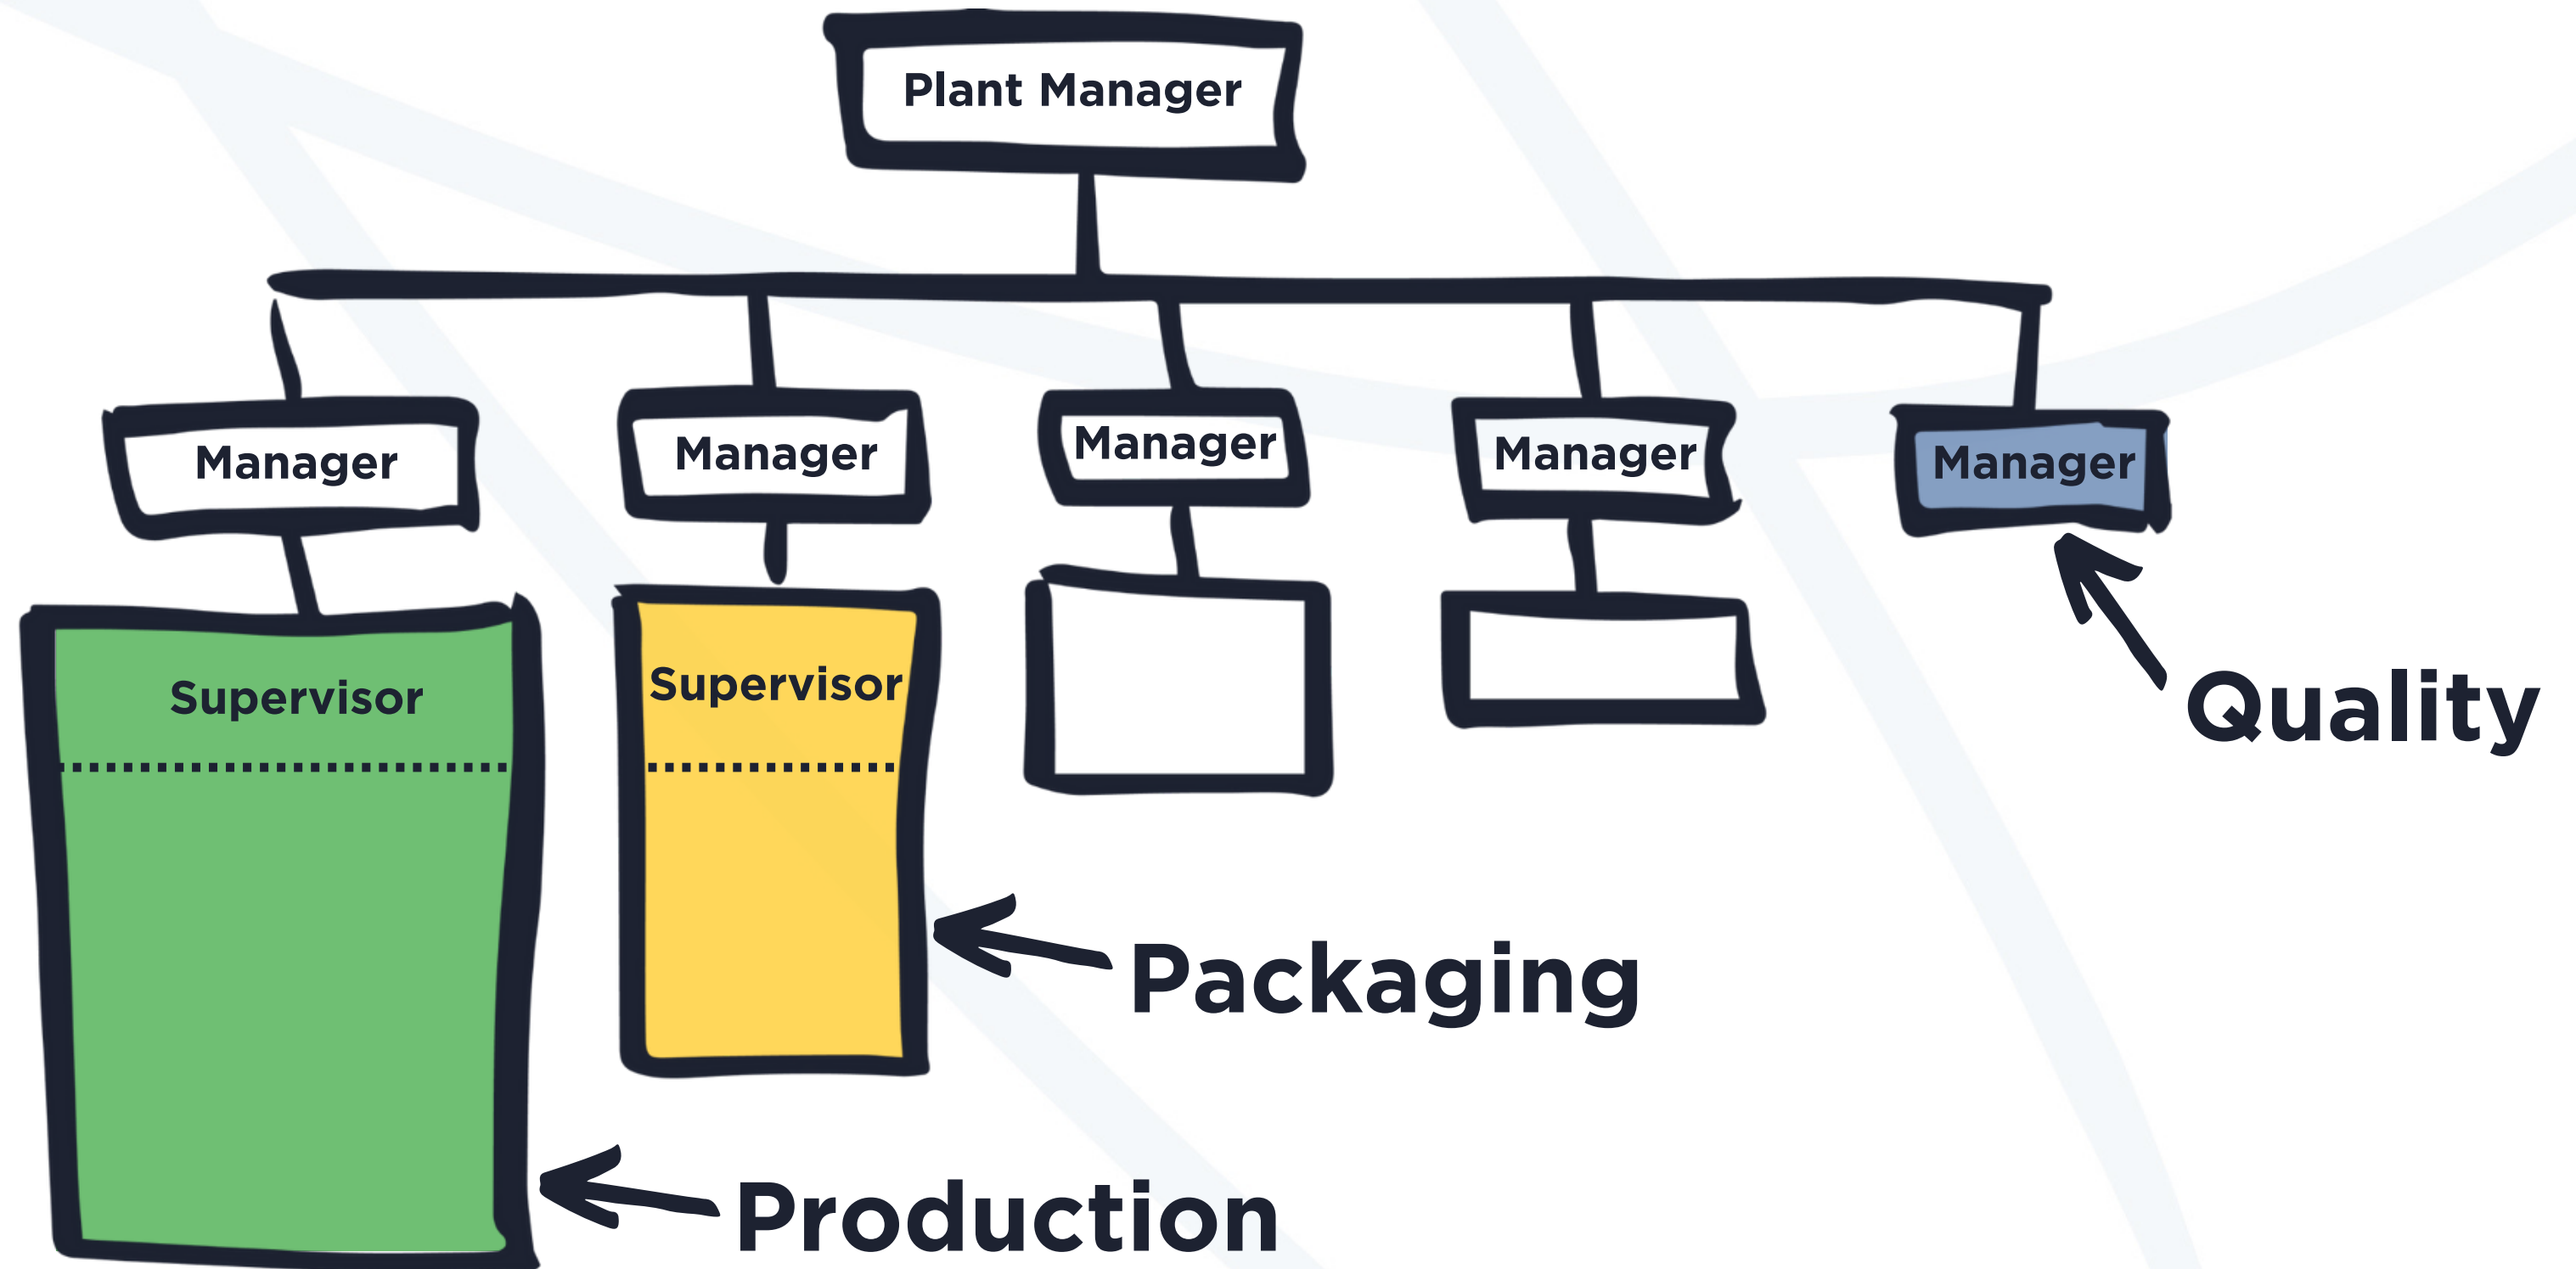 Plant Manager
Manager
Manager
Manager
Manager
Manager
Supervisor
Supervisor
Quality
Packaging
Production